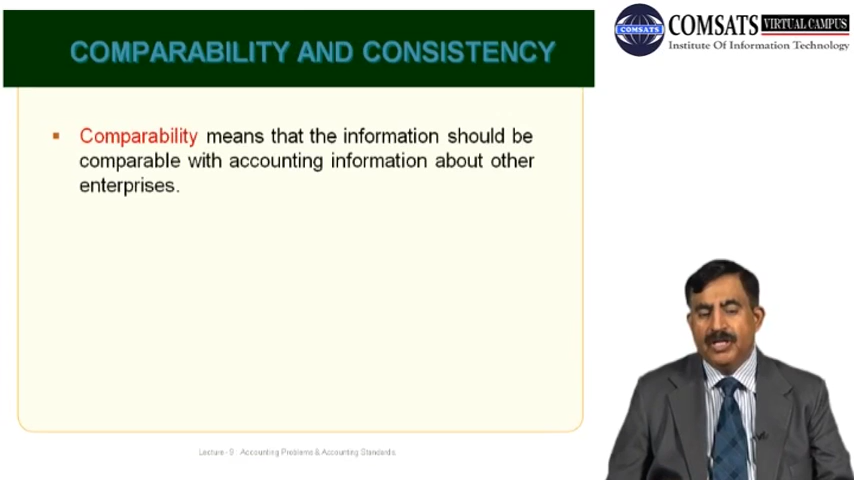 COMPARABILITY AND CONSISTENCY
COMSATS
COMSATS VIRTUAL CAMPUS
Institute Of Information Technology
▪ Comparability means that the information should be
comparable with accounting information about other
enterprises.
Lecture - 9 Accounting Problems & Accounting Standards